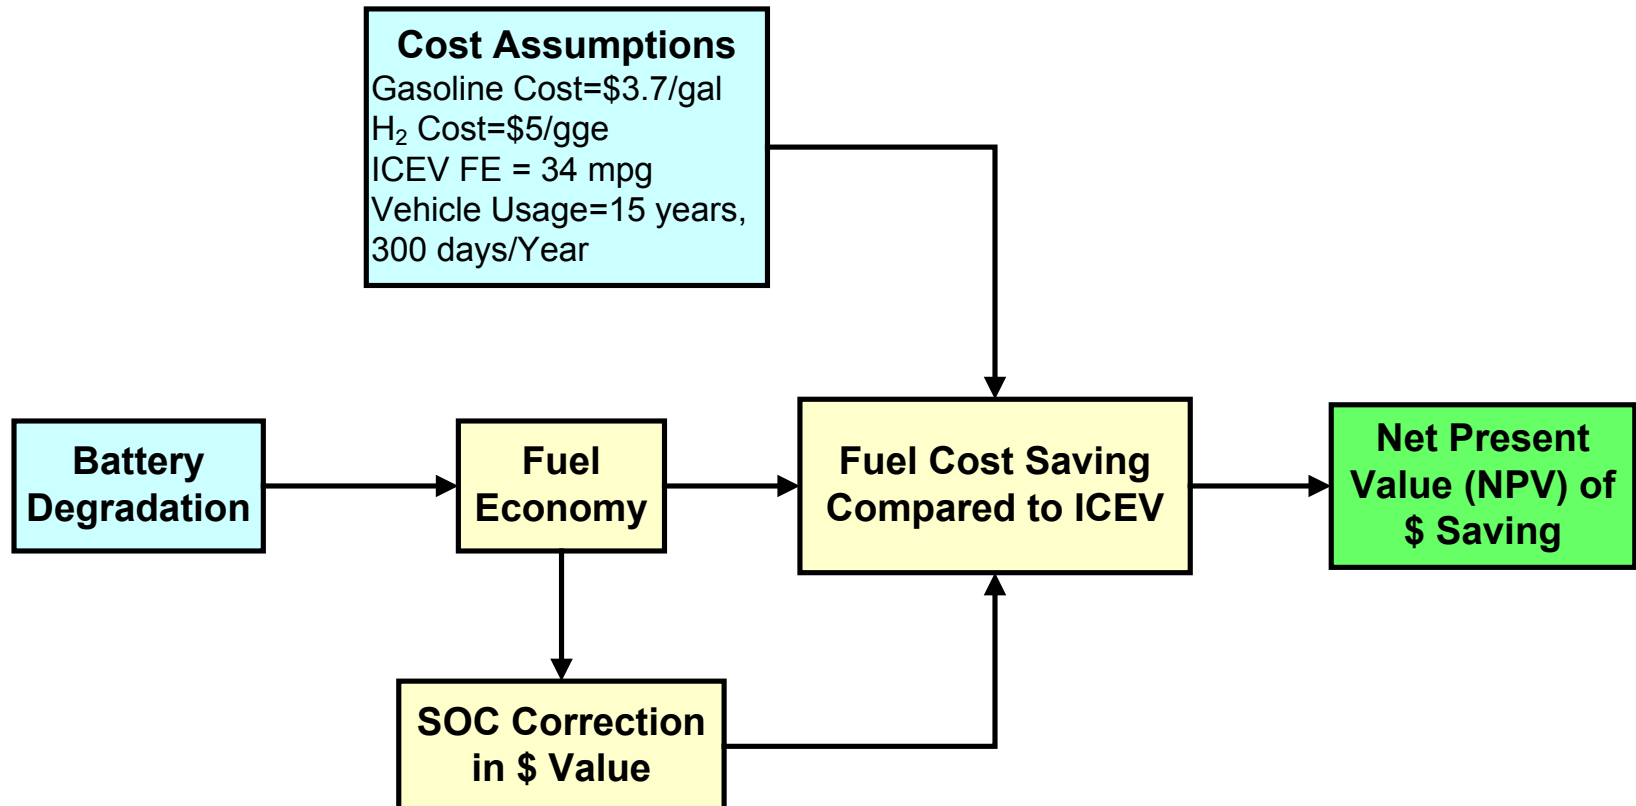 Cost Assumptions
Gasoline Cost=$3.7/gal
H₂ Cost=$5/gge
ICEV FE = 34 mpg
Vehicle Usage=15 years,
300 days/Year
Battery
Degradation
Fuel
Economy
Fuel Cost Saving
Compared to ICEV
Net Present
Value (NPV) of
$ Saving
SOC Correction
in $ Value